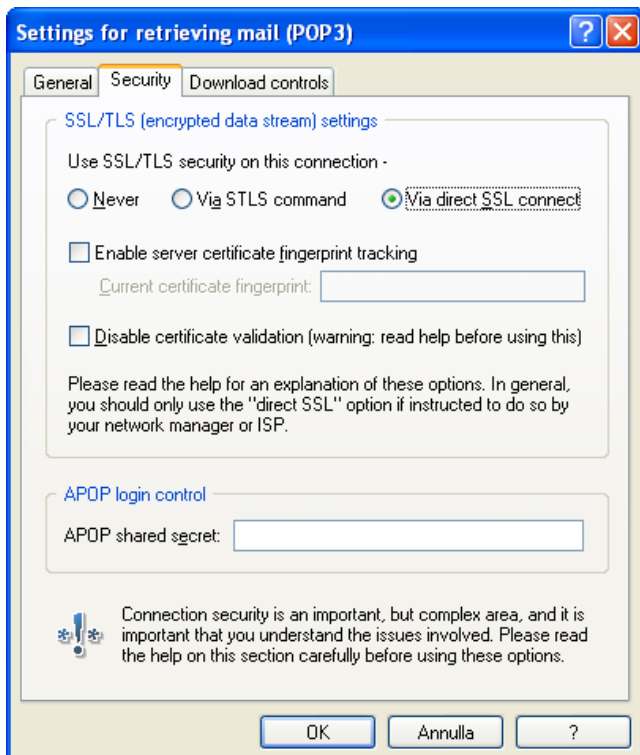 Settings for retrieving mail (POP3)
General Security Download controls
SSL/TLS (encrypted data stream) settings
Use SSL/TLS security on this connection -
Never Via STLS command Via direct SSL connect
Enable server certificate fingerprint tracking
Current certificate fingerprint:
Disable certificate validation (warning: read help before using this)
Please read the help for an explanation of these options. In general,
you should only use the "direct SSL" option if instructed to do so by
your network manager or ISP.
APOP login control
APOP shared secret:
Connection security is an important, but complex area, and it is
important that you understand the issues involved. Please read
the help on this section carefully before using these options.
OK Annulla ?